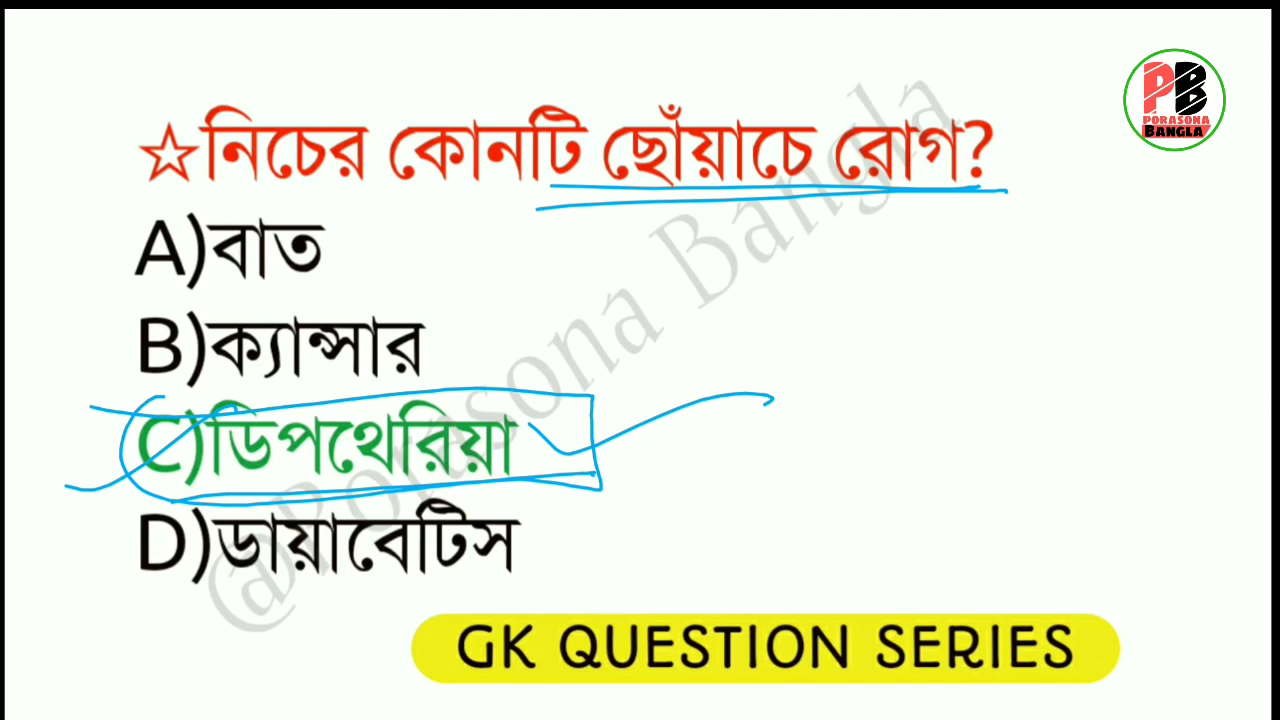 ☆নিচের কোনটি ছোঁয়াচে রোগ?
A)বাত
B)ক্যান্সার
C)ডিপথেরিয়া
D)ডায়াবেটিস
GK QUESTION SERIES
PB
PORASONA
BANGLA
@Porasona Bangla